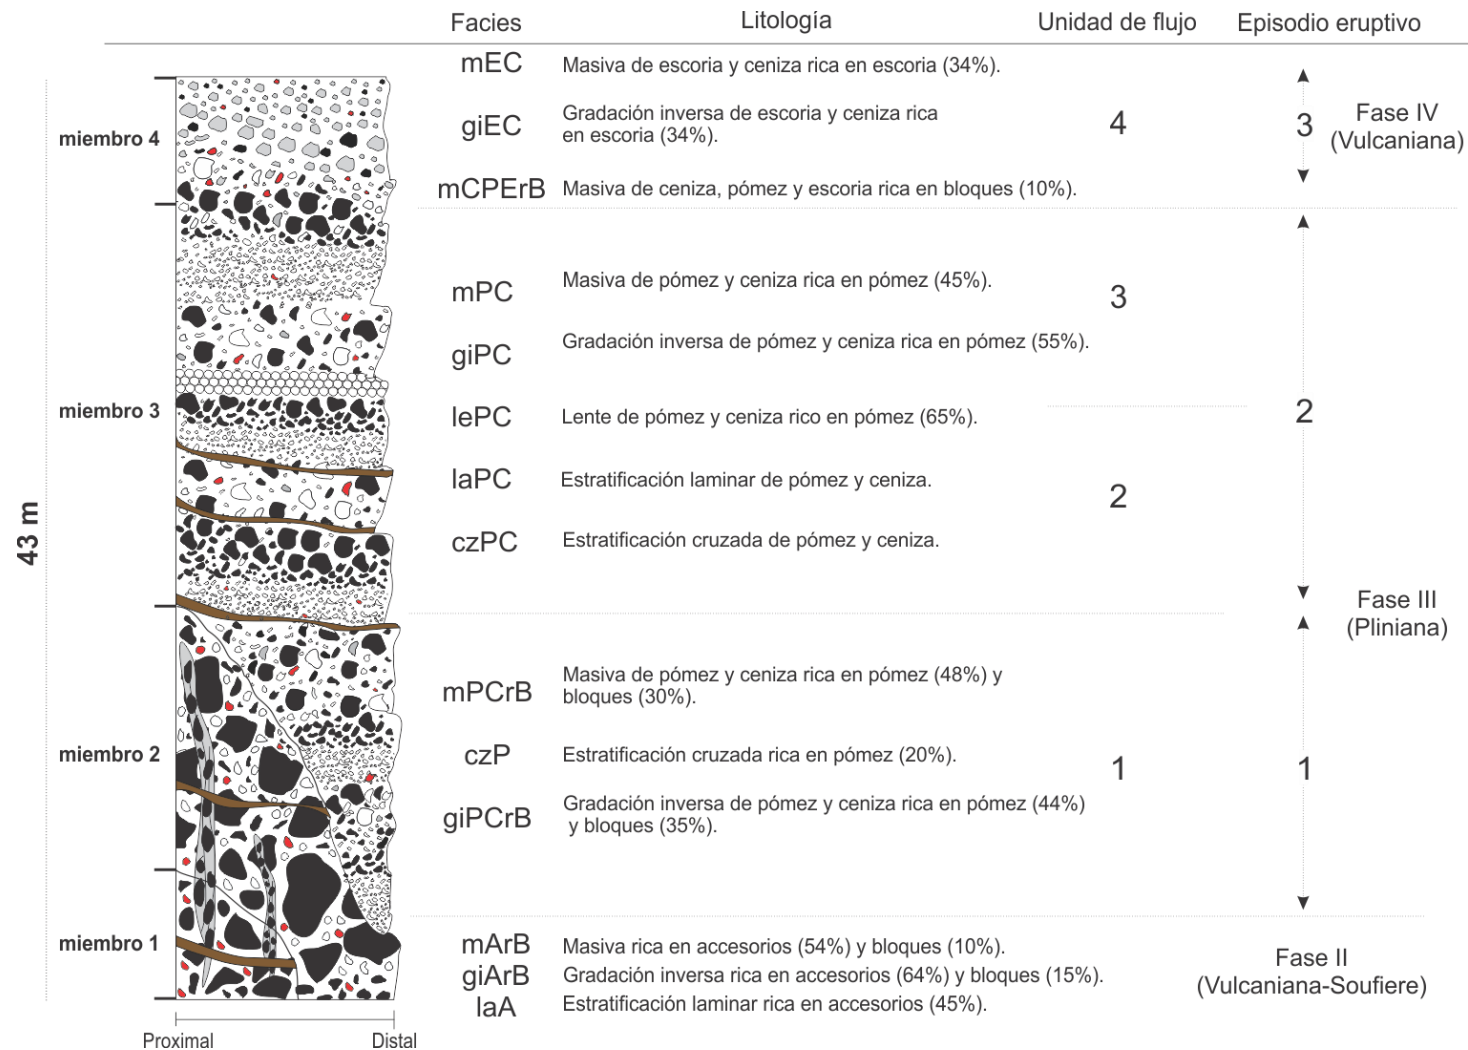 Facies Litología Unidad de flujo Episodio eruptivo
mEC Masiva de escoria y ceniza rica en escoria (34%).
miembro 4
giEC Gradación inversa de escoria y ceniza rica
en escoria (34%).
4
3
Fase IV
(Vulcaniana)
mCPErB Masiva de ceniza, pómez y escoria rica en bloques (10%).
mPC Masiva de pómez y ceniza rica en pómez (45%).
3
giPC Gradación inversa de pómez y ceniza rica en pómez (55%).
miembro 3
lePC Lente de pómez y ceniza rico en pómez (65%).
2
laPC Estratificación laminar de pómez y ceniza.
2
czPC Estratificación cruzada de pómez y ceniza.
43 m
Fase III
(Pliniana)
mPCrB Masiva de pómez y ceniza rica en pómez (48%) y
bloques (30%).
miembro 2
czP Estratificación cruzada rica en pómez (20%).
1
1
giPCrB Gradación inversa de pómez y ceniza rica en pómez (44%)
y bloques (35%).
miembro 1
mArB Masiva rica en accesorios (54%) y bloques (10%).
giArB Gradación inversa rica en accesorios (64%) y bloques (15%).
laA Estratificación laminar rica en accesorios (45%).
Fase II
(Vulcaniana-Soufiere)
Proximal Distal